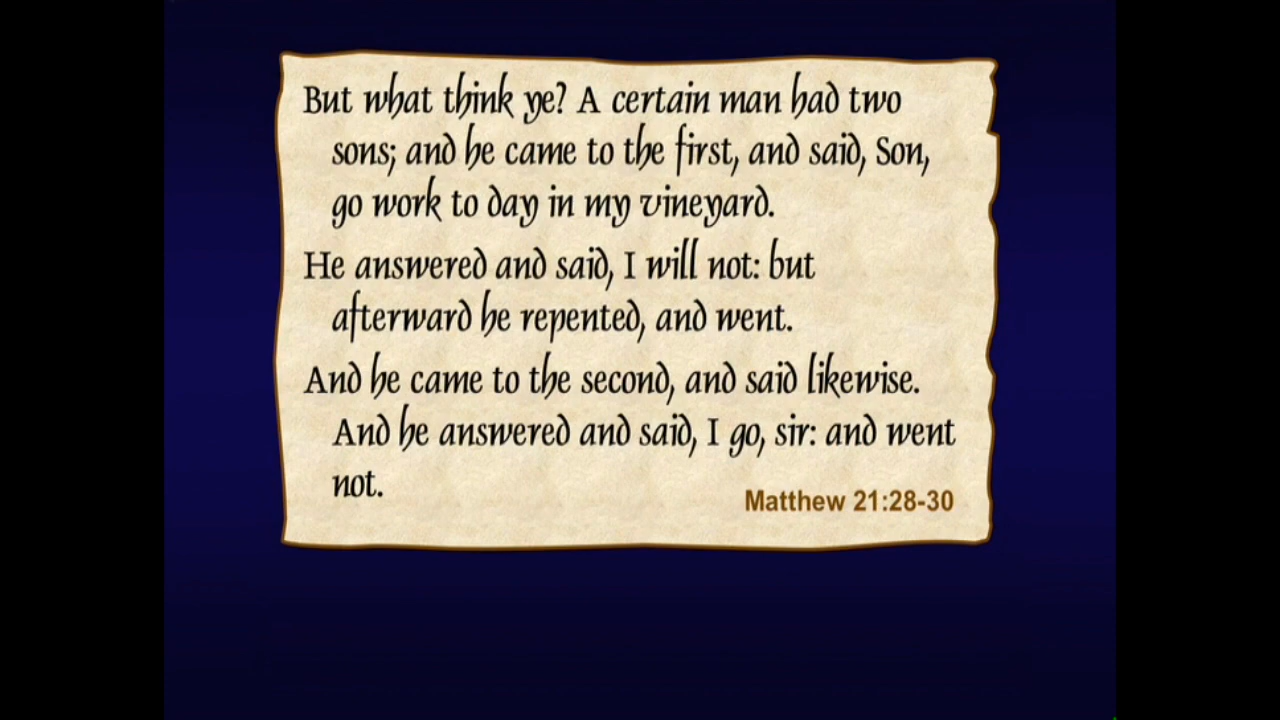 But what think ye? A certain man had two
sons; and he came to the first, and said, Son,
go work to day in my vineyard.
He answered and said, I will not: but
afterward he repented, and went.
And he came to the second, and said likewise.
And he answered and said, I go, sir: and went
not.
Matthew 21:28-30